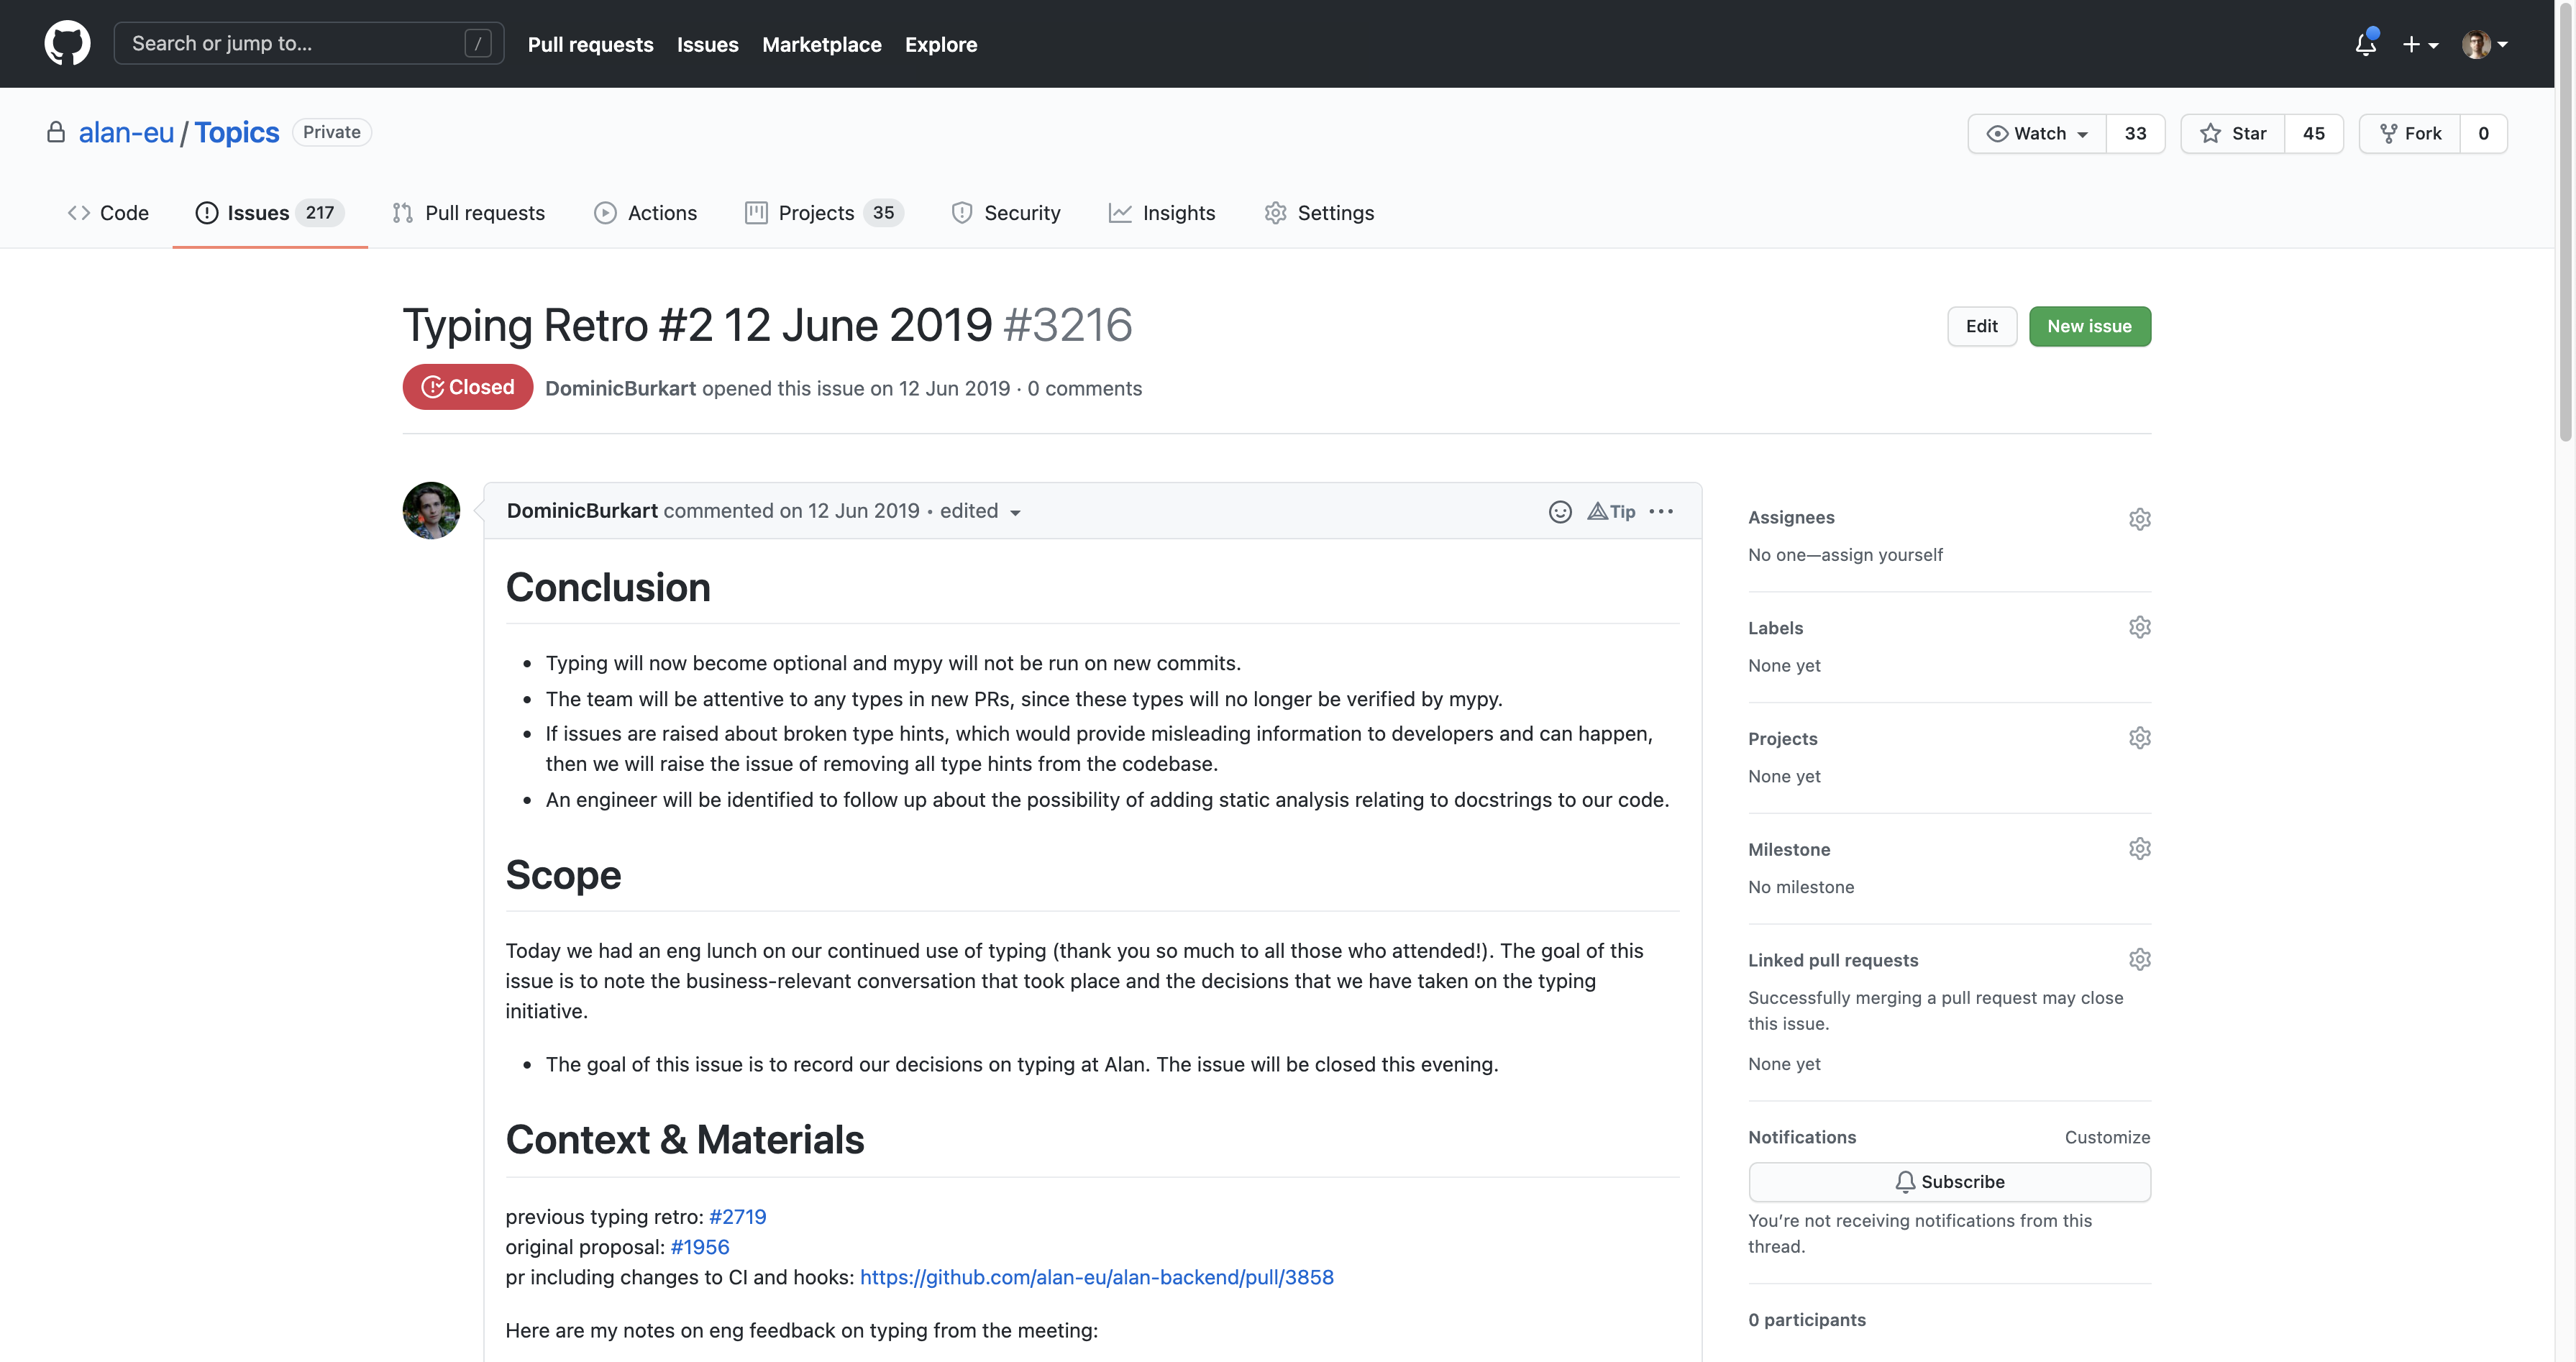 Search or jump to... /
Pull requests Issues Marketplace Explore
alan-eu / Topics Private
Watch 33 Star 45 Fork 0
Code Issues 217 Pull requests Actions Projects 35 Security Insights Settings
Typing Retro #2 12 June 2019 #3216
Edit New issue
Closed DominicBurkart opened this issue on 12 Jun 2019 · 0 comments
DominicBurkart commented on 12 Jun 2019 • edited
Tip
Conclusion
• Typing will now become optional and mypy will not be run on new commits.
• The team will be attentive to any types in new PRs, since these types will no longer be verified by mypy.
• If issues are raised about broken type hints, which would provide misleading information to developers and can happen,
then we will raise the issue of removing all type hints from the codebase.
• An engineer will be identified to follow up about the possibility of adding static analysis relating to docstrings to our code.
Scope
Today we had an eng lunch on our continued use of typing (thank you so much to all those who attended!). The goal of this
issue is to note the business-relevant conversation that took place and the decisions that we have taken on the typing
initiative.
• The goal of this issue is to record our decisions on typing at Alan. The issue will be closed this evening.
Context & Materials
previous typing retro: #2719
original proposal: #1956
pr including changes to CI and hooks: https://github.com/alan-eu/alan-backend/pull/3858
Here are my notes on eng feedback on typing from the meeting:
Assignees
No one—assign yourself
Labels
None yet
Projects
None yet
Milestone
No milestone
Linked pull requests
Successfully merging a pull request may close
this issue.
None yet
Notifications Customize
Subscribe
You’re not receiving notifications from this
thread.
0 participants